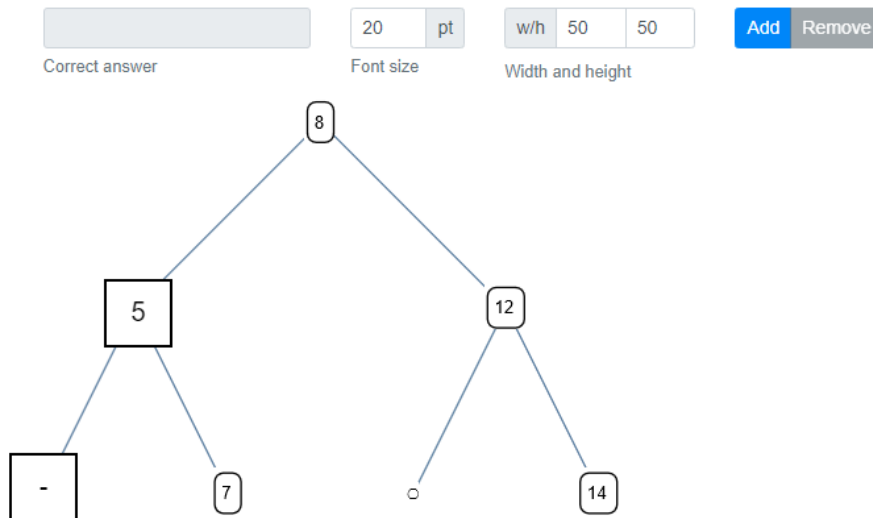 20 pt w/h 50 50 Add Remove
Correct answer Font size Width and height
8
5 12
- 7 14